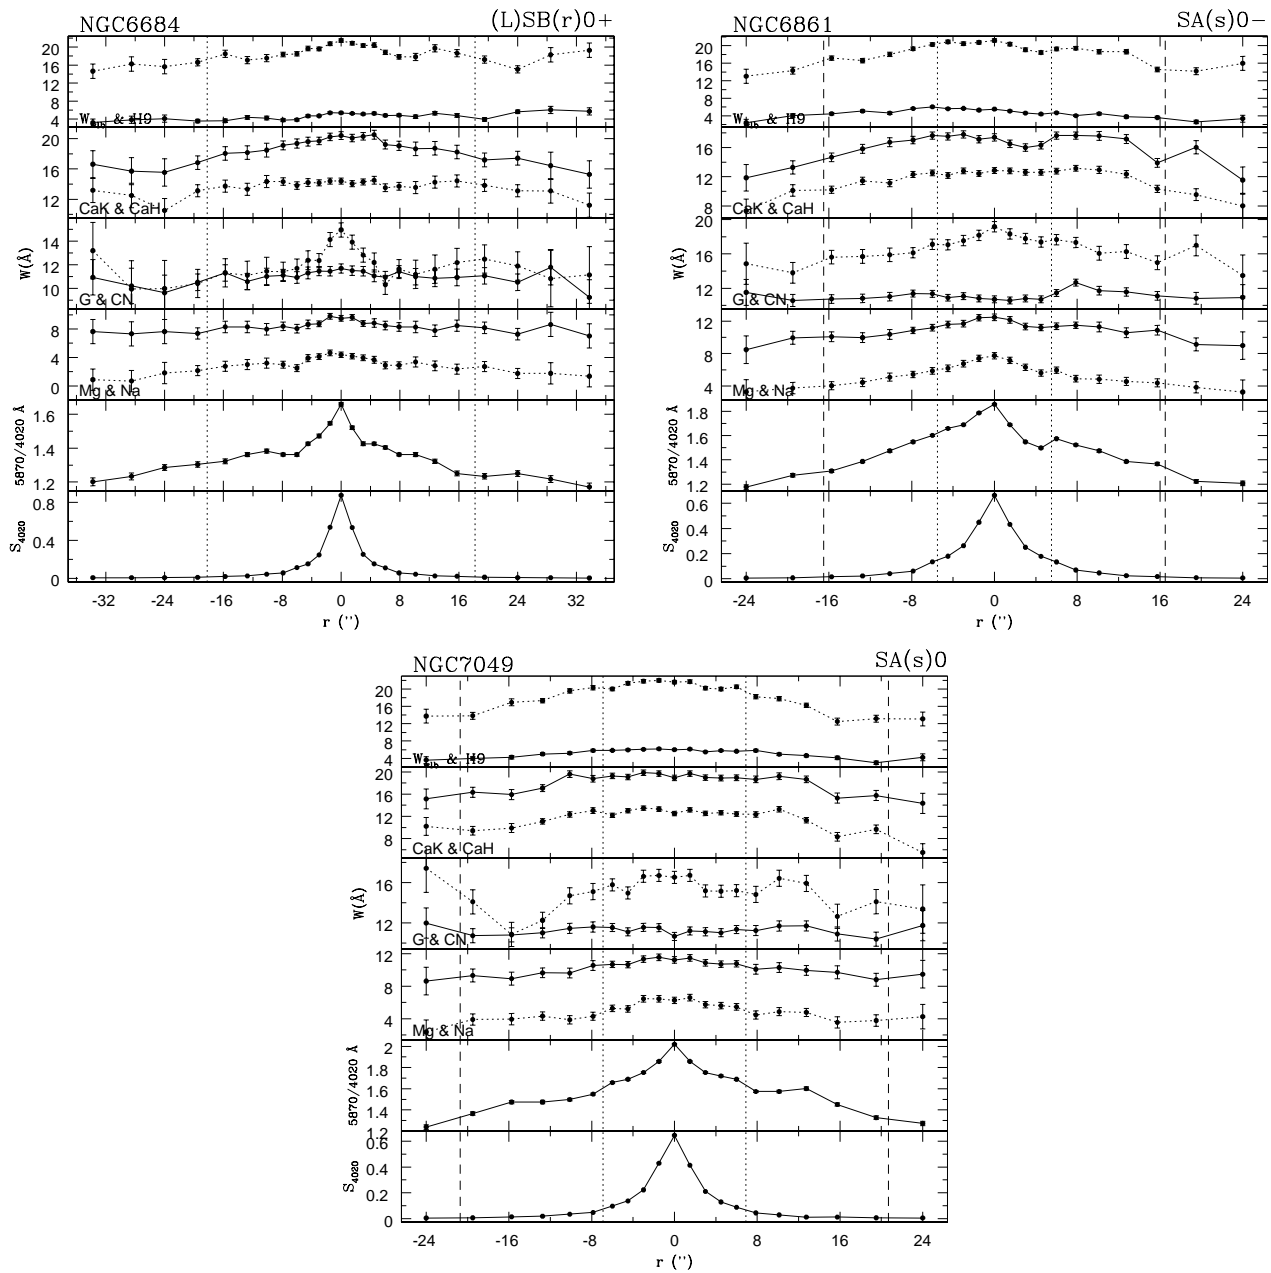 NGC6684 (L)SB(r)0+
20
16
12
8
4
W & H9
20
16
12
CaK & CaH
14
12
10
W(Å)
G & CN
8
4
0
Mg & Na
1.6
1.4
1.2
5870/4020 Å
0.8
0.4
0
S4020
-32 -24 -16 -8 0 8 16 24 32
r (")
NGC6861 SA(s)0-
20
16
12
8
4
W & H9
16
12
8
CaK & CaH
20
16
12
W(Å)
G & CN
12
8
4
Mg & Na
1.8
1.6
1.4
1.2
5870/4020 Å
0.6
0.4
0.2
0
S4020
-24 -16 -8 0 8 16 24
r (")
NGC7049 SA(s)0
20
16
12
8
4
W & H9
20
16
12
8
CaK & CaH
16
12
W(Å)
G & CN
12
8
4
Mg & Na
2
1.8
1.6
1.4
1.2
5870/4020 Å
0.6
0.4
0.2
0
S4020
-24 -16 -8 0 8 16 24
r (")